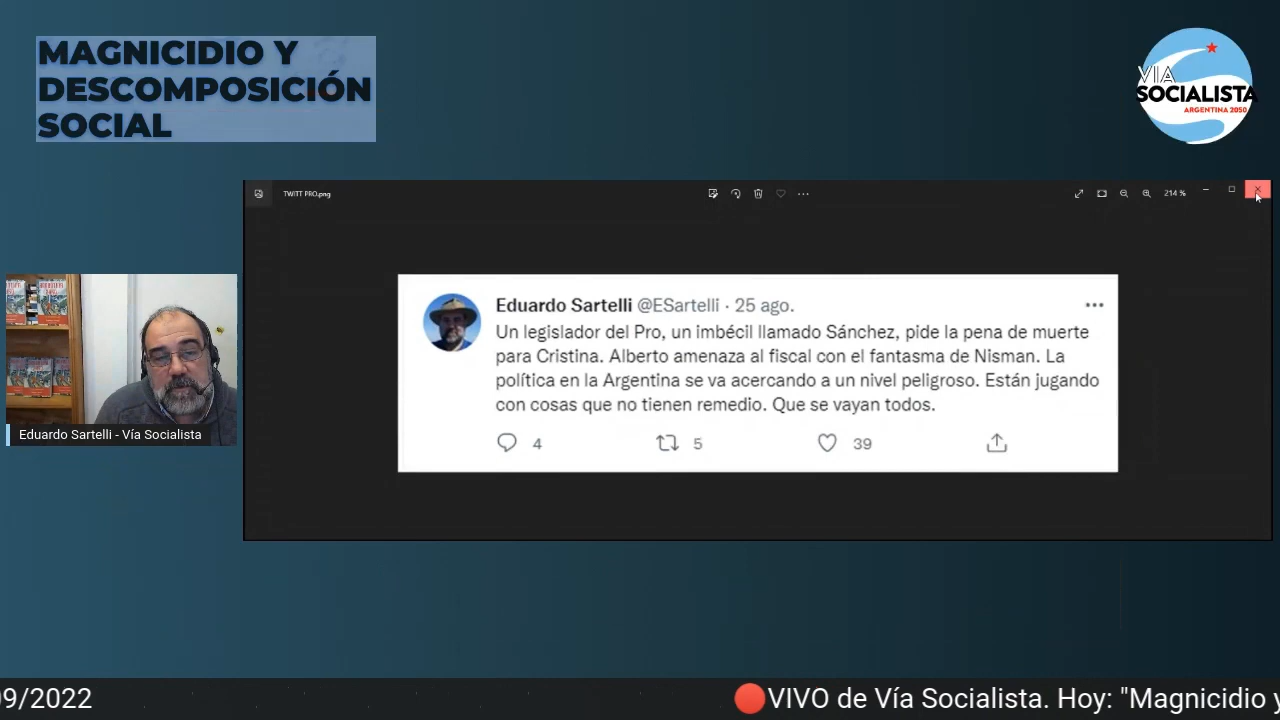 MAGNICIDIO Y
DESCOMPOSICIÓN
SOCIAL
VIA
SOCIALISTA
ARGENTINA 2050
TWITT PRO.png
214 %
Eduardo Sartelli @ESartelli · 25 ago.
Un legislador del Pro, un imbécil llamado Sánchez, pide la pena de muerte
para Cristina. Alberto amenaza al fiscal con el fantasma de Nisman. La
política en la Argentina se va acercando a un nivel peligroso. Están jugando
con cosas que no tienen remedio. Que se vayan todos.
4 5 39
Eduardo Sartelli - Vía Socialista
09/2022 🔴VIVO de Vía Socialista. Hoy: "Magnicidio y